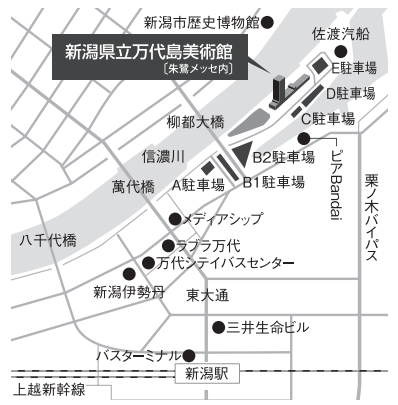 新潟市歴史博物館
佐渡汽船
新潟県立万代島美術館
〔朱鷺メッセ内〕
E駐車場
D駐車場
C駐車場
柳都大橋
信濃川
B2駐車場
萬代橋
A駐車場
B1駐車場
ピアBandai
栗ノ木バイパス
メディアシップ
八千代橋
ラブラ万代
万代シテイバスセンター
新潟伊勢丹
東大通
三井生命ビル
バスターミナル
新潟駅
上越新幹線